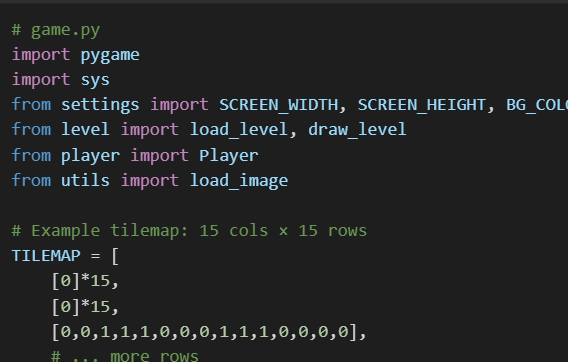 # game.py
import pygame
import sys
from settings import SCREEN_WIDTH, SCREEN_HEIGHT, BG_COLO
from level import load_level, draw_level
from player import Player
from utils import load_image
# Example tilemap: 15 cols × 15 rows
TILEMAP = [
[0]*15,
[0]*15,
[0,0,1,1,1,0,0,0,1,1,1,0,0,0,0],
# ... more rows